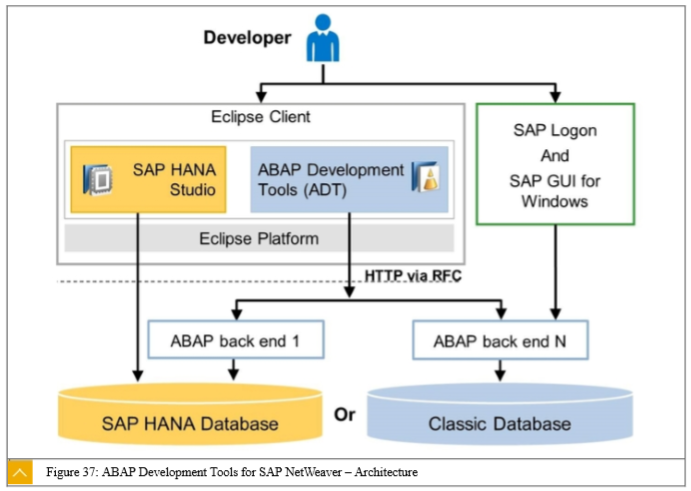 Developer
Eclipse Client
SAP HANA
Studio
ABAP Development
Tools (ADT)
Eclipse Platform
SAP Logon
And
SAP GUI for
Windows
HTTP via RFC
ABAP back end 1
ABAP back end N
SAP HANA Database
Or
Classic Database
Figure 37: ABAP Development Tools for SAP NetWeaver – Architecture